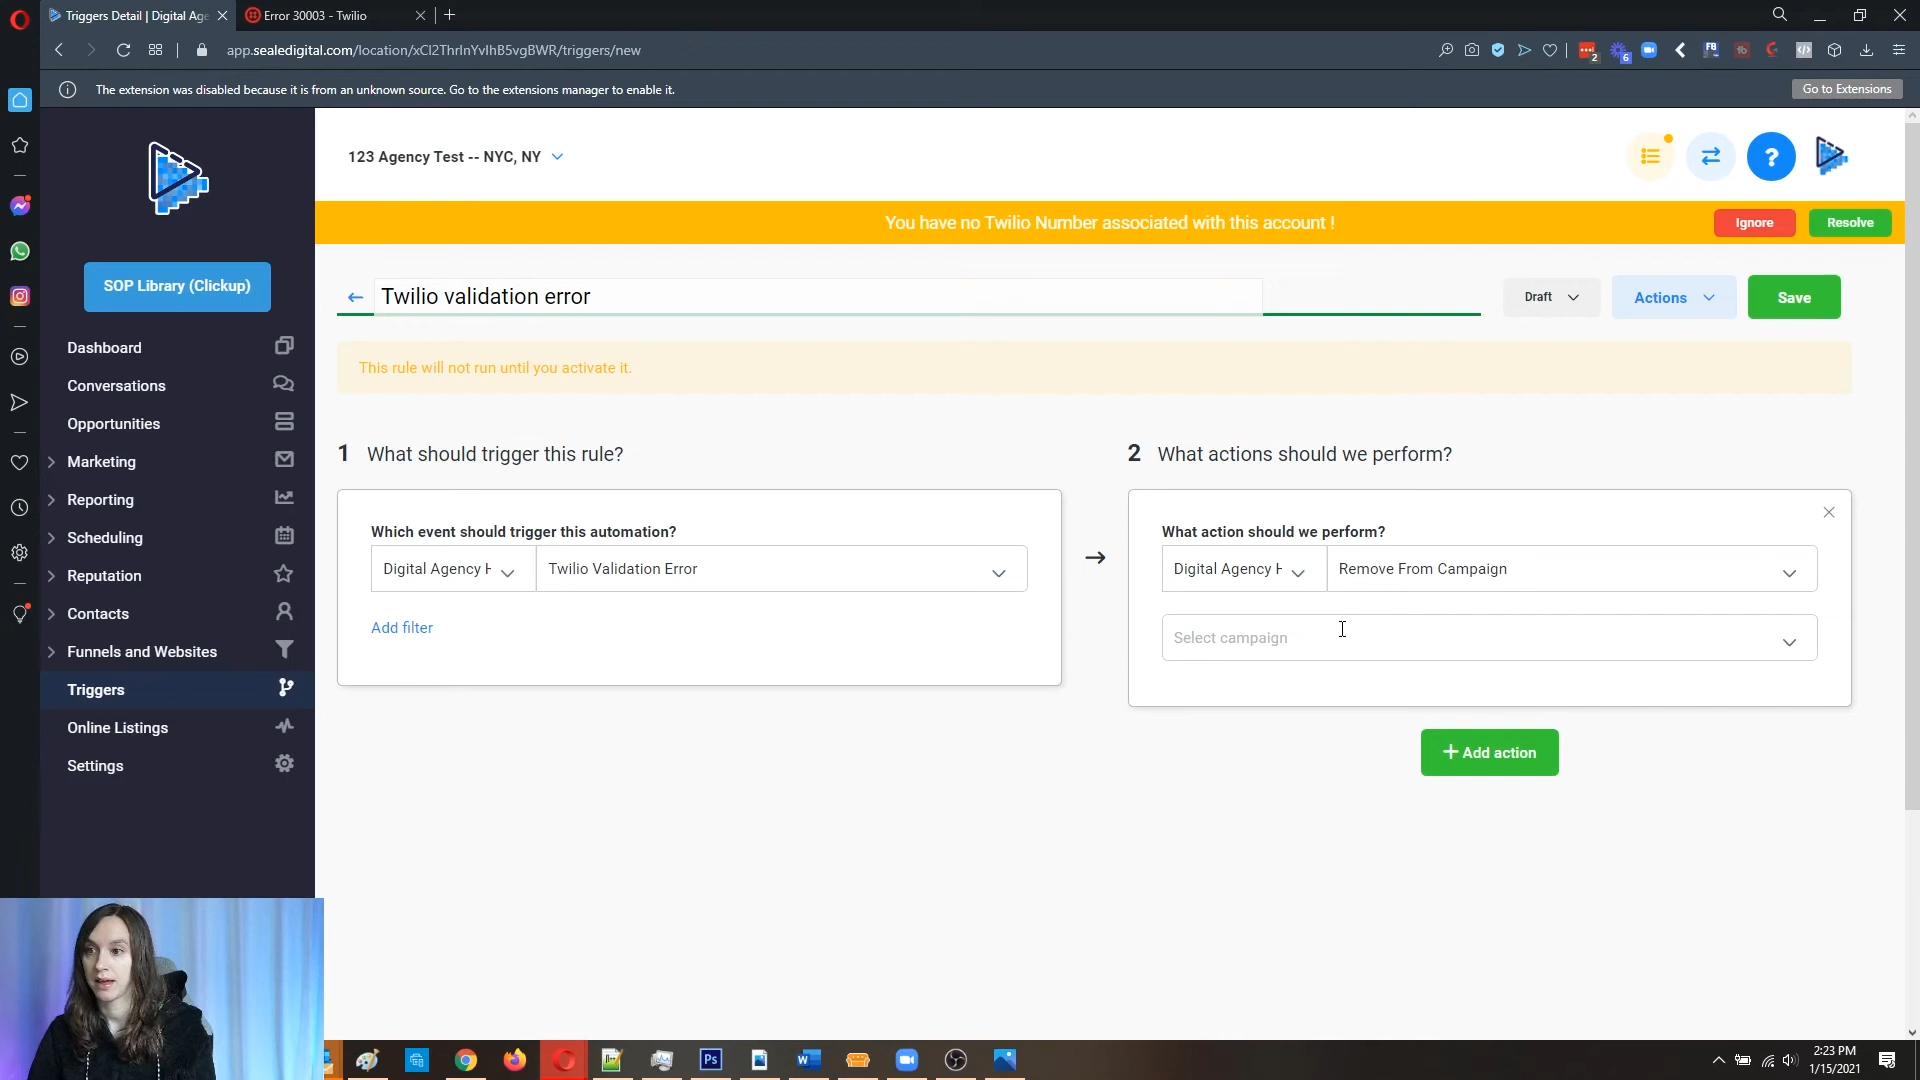 Triggers Detail | Digital Age
Error 30003 - Twilio
app.sealedigital.com/location/xCl2ThrInYvIhB5vgBWR/triggers/new
2
6
FB
The extension was disabled because it is from an unknown source. Go to the extensions manager to enable it.
Go to Extensions
123 Agency Test -- NYC, NY
?
You have no Twilio Number associated with this account !
Ignore
Resolve
SOP Library (Clickup)
Twilio validation error
Draft
Actions
Save
Dashboard
Conversations
Opportunities
Marketing
Reporting
Scheduling
Reputation
Contacts
Funnels and Websites
Triggers
Online Listings
Settings
This rule will not run until you activate it.
1 What should trigger this rule?
Which event should trigger this automation?
Digital Agency H
Twilio Validation Error
Add filter
2 What actions should we perform?
What action should we perform?
Digital Agency H
Remove From Campaign
Select campaign
+ Add action
Ps
2:23 PM
1/15/2021